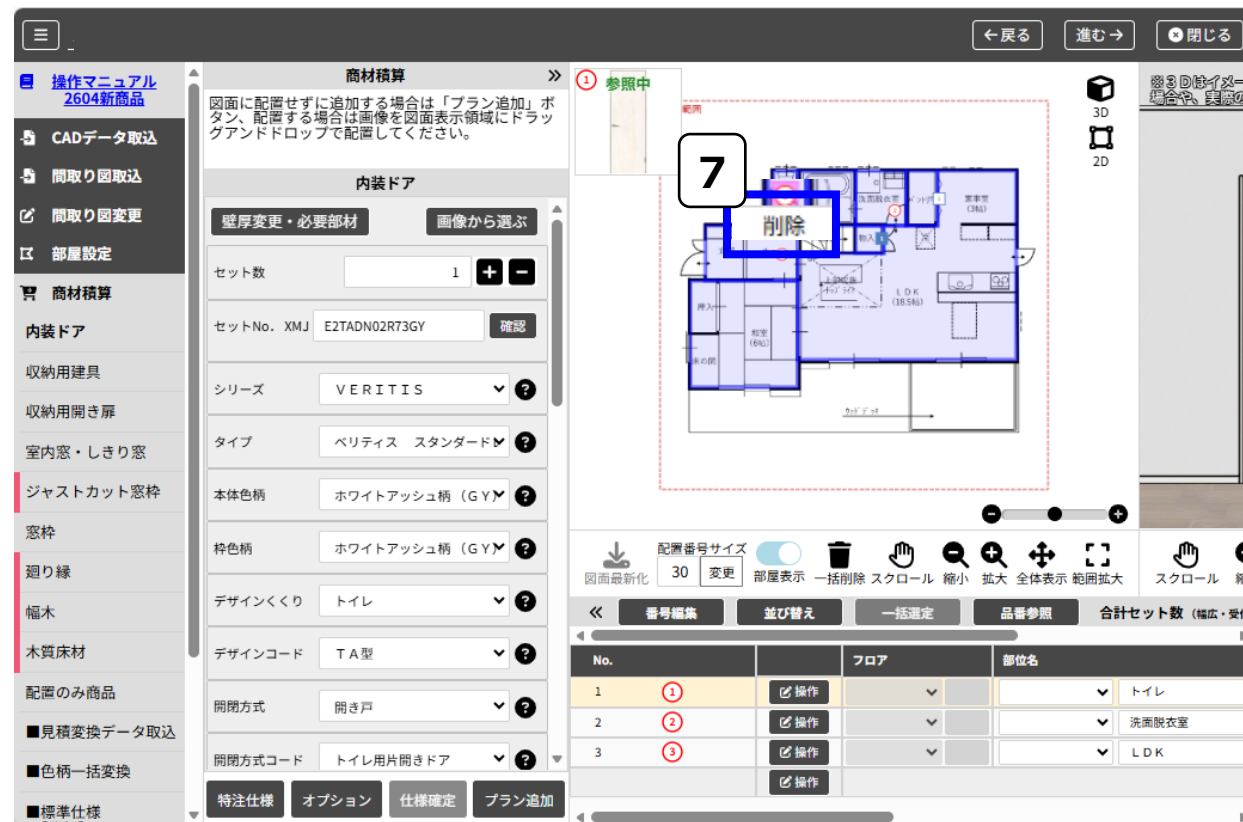 戻る
進む
閉じる
操作マニュアル
2604新商品
CADデータ取込
間取り図取込
間取り図変更
部屋設定
商材積算
内装ドア
収納用建具
収納用開き扉
室内窓・しきり窓
ジャストカット窓枠
窓枠
廻り縁
幅木
木質床材
配置のみ商品
■見積変換データ取込
■色柄一括変換
■標準仕様
商材積算
図面に配置せずに追加する場合は「プラン追加」ボ
タン、配置する場合は画像を図面表示領域にドラッ
グアンドドロップで配置してください。
内装ドア
壁厚変更・必要部材
画像から選ぶ
セット数
1
セットNo. XMJ
E2TADN02R73GY
確認
シリーズ
ＶＥＲＩＴＩＳ
タイプ
ベリティス　スタンダードレ
本体色柄
ホワイトアッシュ柄（ＧＹ）
枠色柄
ホワイトアッシュ柄（ＧＹ）
デザインくくり
トイレ
デザインコード
ＴＡ型
開閉方式
開き戸
開閉方式コード
トイレ用片開きドア
特注仕様
オプション
仕様確定
プラン追加
① 参照中
範囲
7
削除
洗面脱衣室
家事室
(3帖)
物入
ＬＤＫ
(18.5帖)
押入
和室
(6帖)
床の間
ウッドデッキ
3D
2D
図面最新化
配置番号サイズ
30
変更
部屋表示
一括削除
スクロール
縮小
拡大
全体表示
範囲拡大
番号編集
並び替え
一括選定
品番参照
合計セット数
No.
フロア
部位名
1
①
操作
トイレ
2
②
操作
洗面脱衣室
3
③
操作
ＬＤＫ
操作
※３Ｄはイメー
場合や、実際の
スクロール